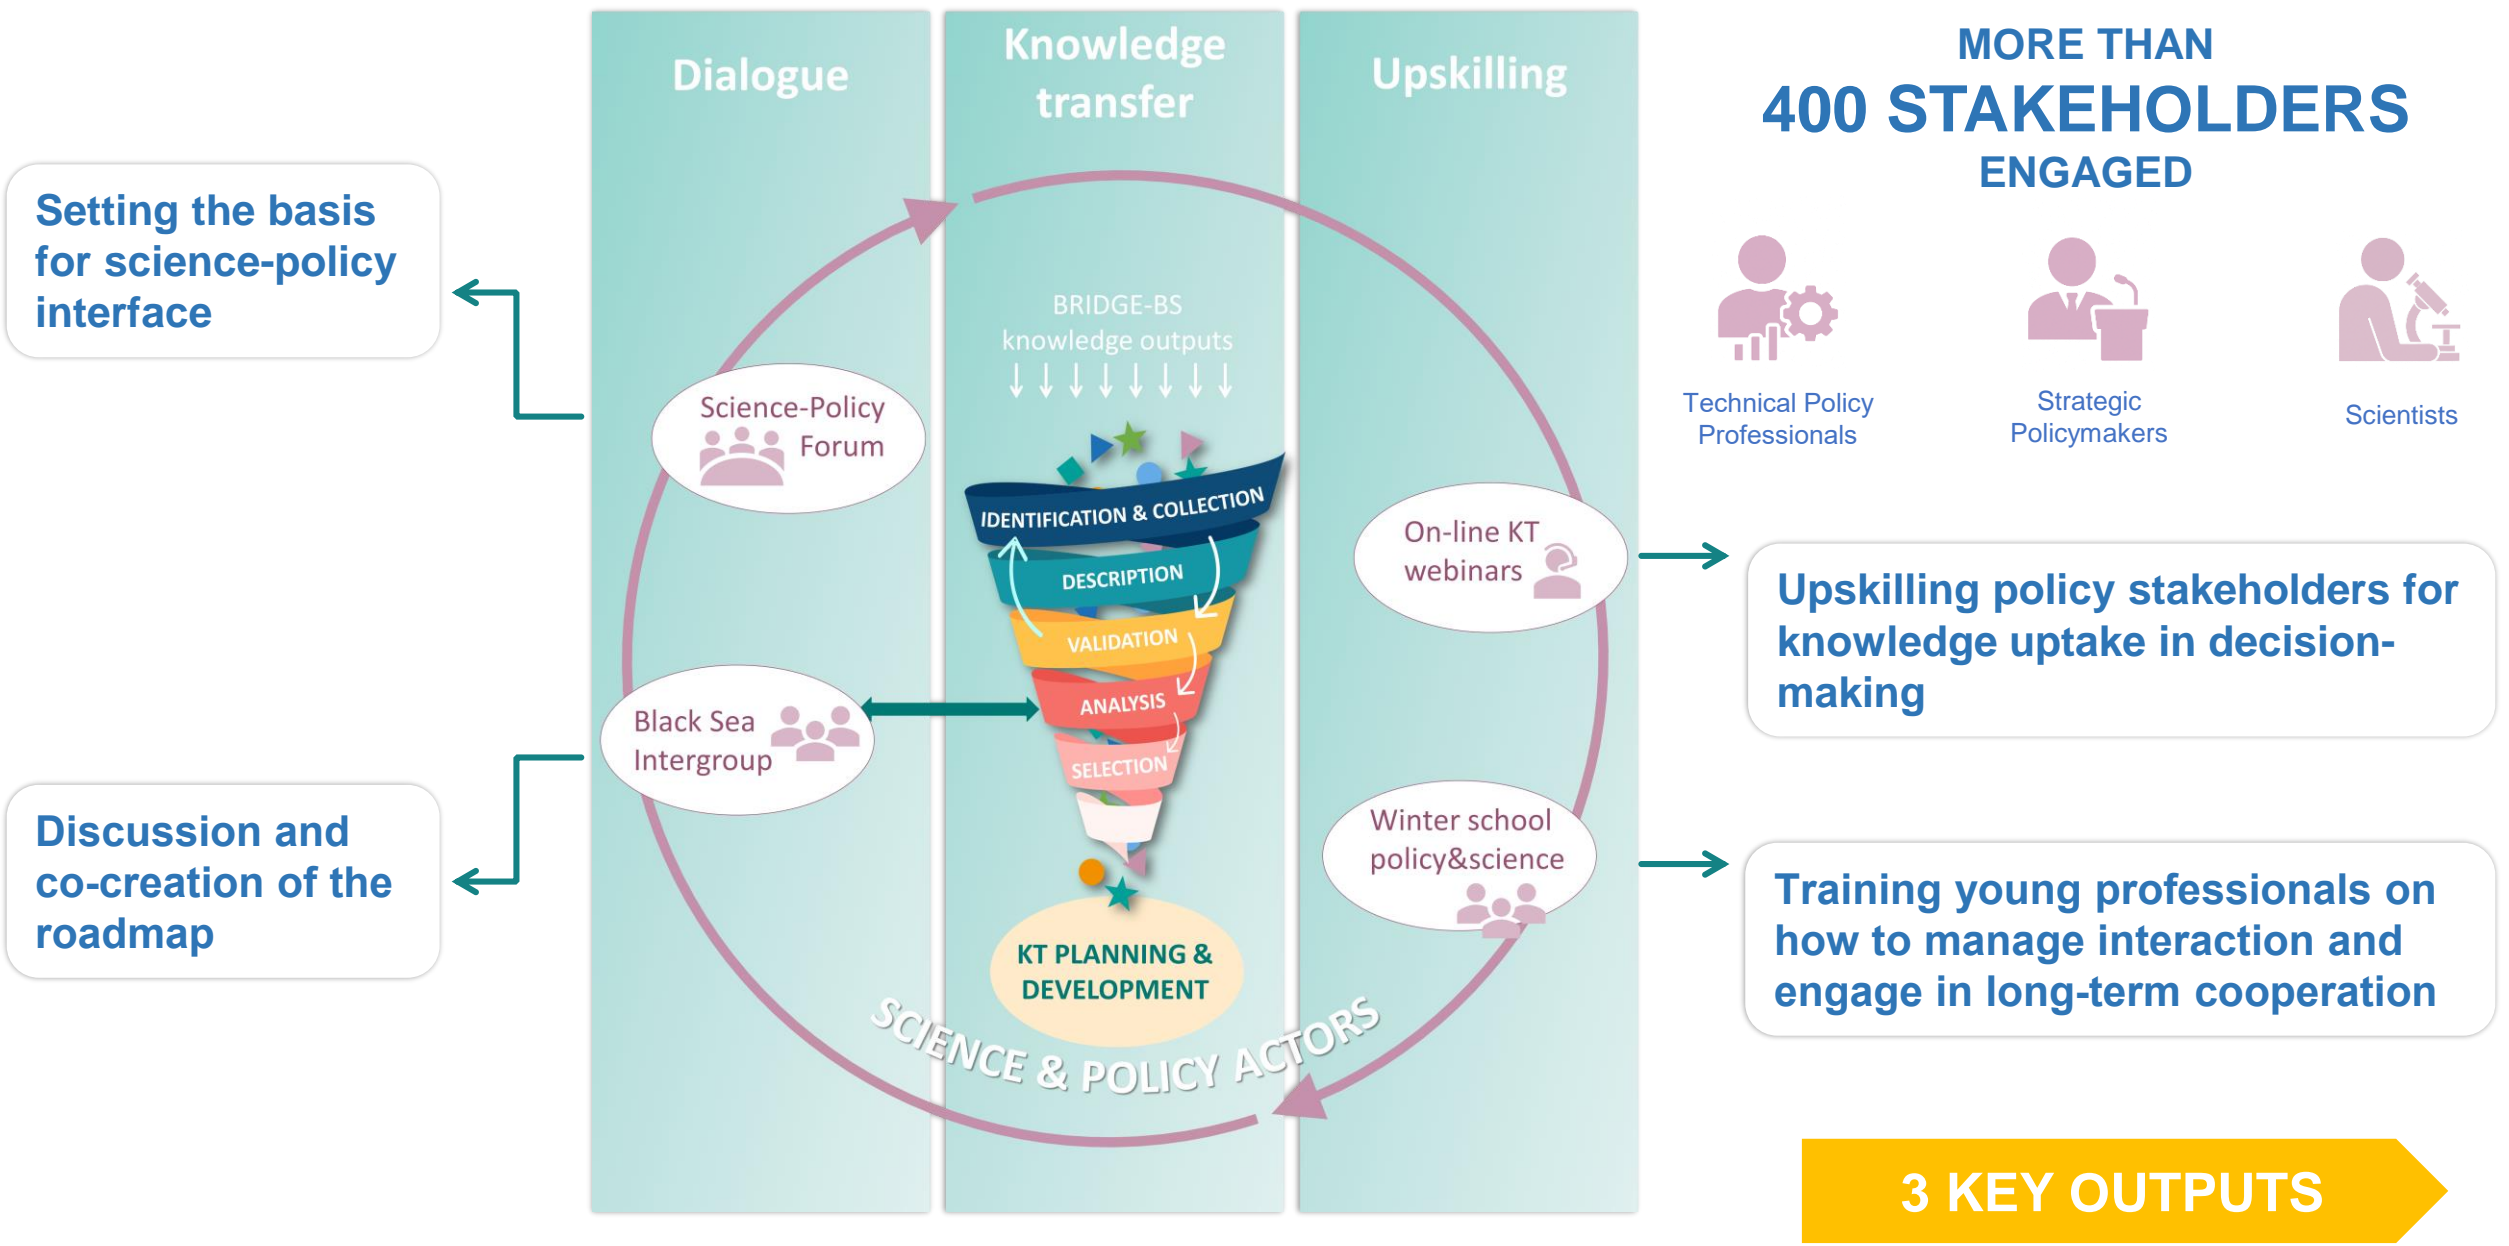 Dialogue
Knowledge
transfer
Upskilling
MORE THAN
400 STAKEHOLDERS
ENGAGED
Technical Policy
Professionals
Strategic
Policymakers
Scientists
Setting the basis
for science-policy
interface
Science-Policy
Forum
BRIDGE-BS
knowledge outputs
IDENTIFICATION & COLLECTION
DESCRIPTION
VALIDATION
ANALYSIS
SELECTION
KT PLANNING &
DEVELOPMENT
On-line KT
webinars
Upskilling policy stakeholders for
knowledge uptake in decision-
making
Black Sea
Intergroup
Discussion and
co-creation of the
roadmap
Winter school
policy&science
Training young professionals on
how to manage interaction and
engage in long-term cooperation
SCIENCE & POLICY ACTORS
3 KEY OUTPUTS